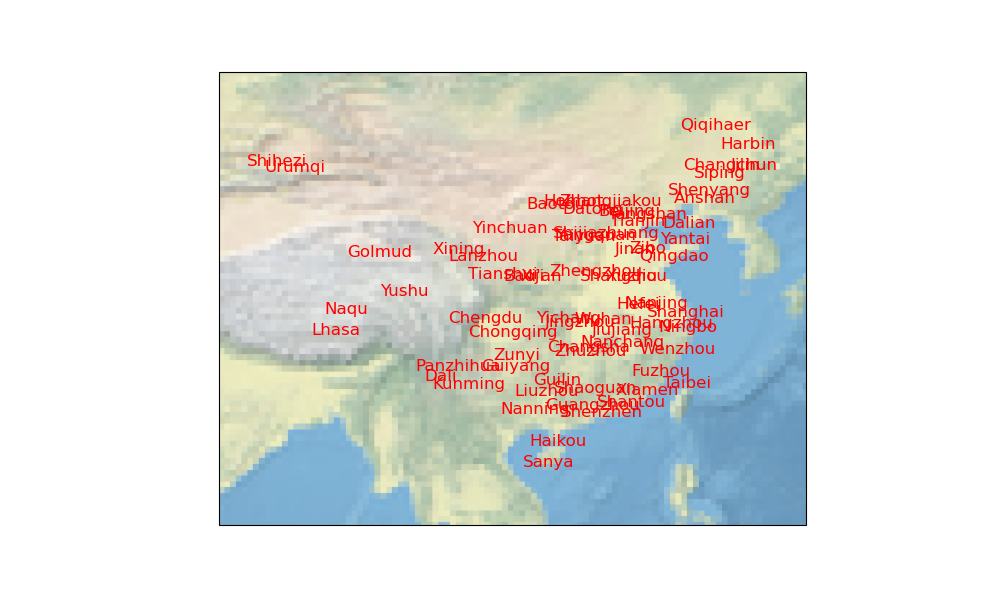 Qiqihaer
Harbin
Shihezi
Urumqi
Changchun
Jilin
Siping
Shenyang
Anshan
Hohhot
Zhangjiakou
Baotou
Datong
Beijing
Tangshan
Tianjin
Dalian
Yinchuan
Shijiazhuang
Taiyuan
Yangquan
Yantai
Golmud
Xining
Lanzhou
Jinan
Zibo
Qingdao
Tianshui
Baoji
Xi'an
Zhengzhou
Shangqiu
Xuzhou
Yushu
Naqu
Hefei
Nanjing
Shanghai
Lhasa
Chengdu
Chongqing
Yichang
Wuhan
Jingzhou
Jiujiang
Hangzhou
Ningbo
Nanchang
Changsha
Zhuzhou
Wenzhou
Zunyi
Panzhihua
Guiyang
Dali
Kunming
Fuzhou
Taibei
Guilin
Liuzhou
Shaoguan
Xiamen
Nanning
Guangzhou
Shantou
Shenzhen
Haikou
Sanya